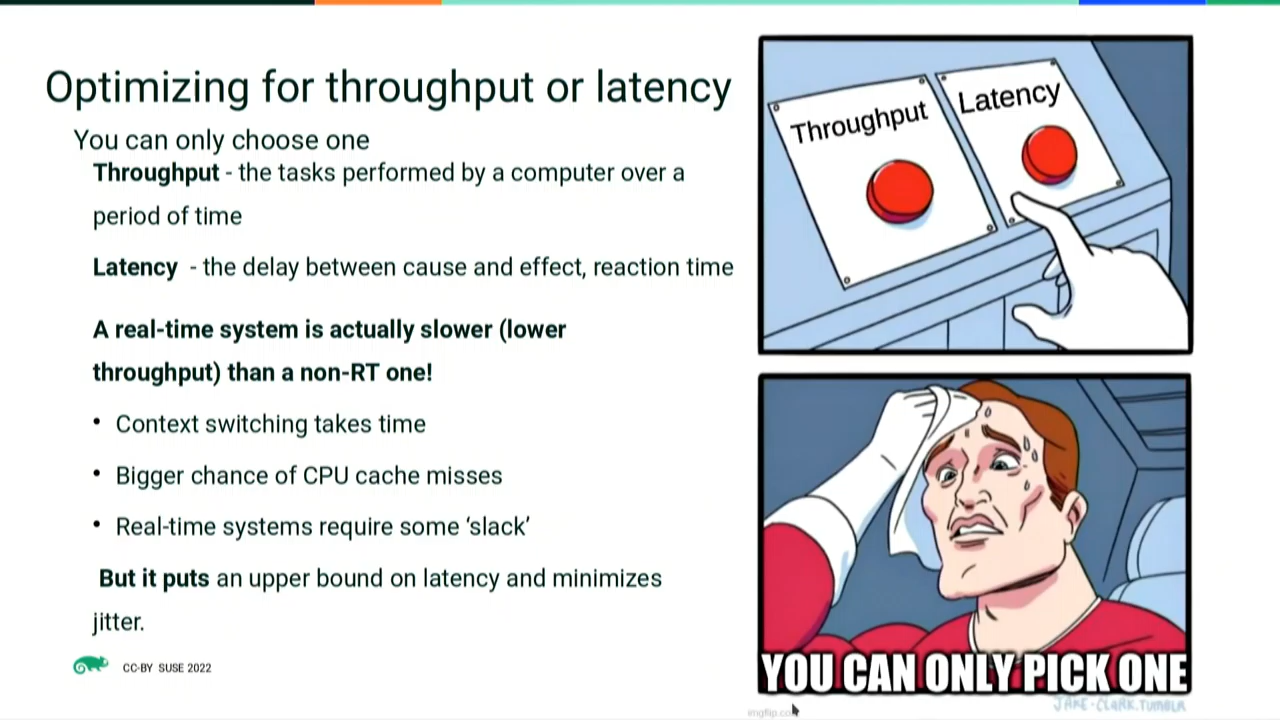 Optimizing for throughput or latency
You can only choose one
Throughput - the tasks performed by a computer over a
period of time
Latency - the delay between cause and effect, reaction time
A real-time system is actually slower (lower
throughput) than a non-RT one!
• Context switching takes time
• Bigger chance of CPU cache misses
• Real-time systems require some ‘slack’
But it puts an upper bound on latency and minimizes
jitter.
CC-BY SUSE 2022
Throughput
Latency
YOU CAN ONLY PICK ONE
JAKE-CLARK.TUMBLR